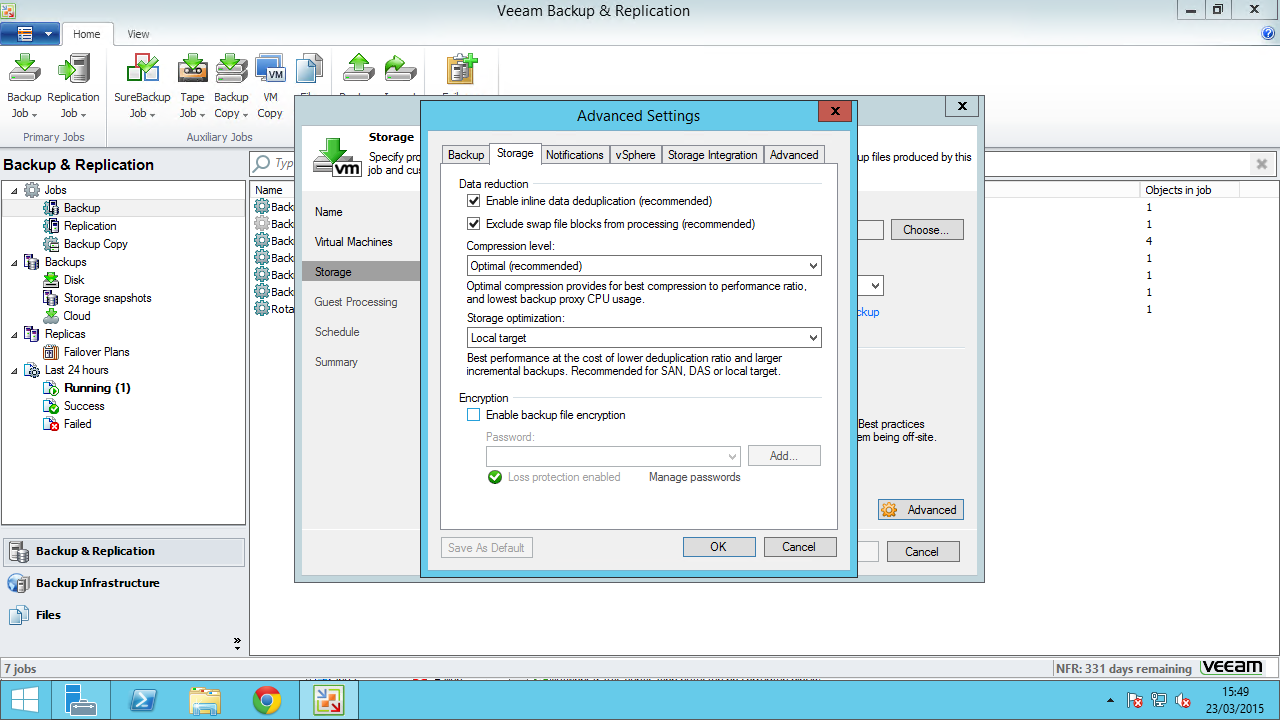 Veeam Backup & Replication
Home View
Backup Job
Replication Job
SureBackup Job
Tape Job
Backup Copy
VM Copy
Primary Jobs
Auxiliary Jobs
Backup & Replication
Jobs
Backup
Replication
Backup Copy
Backups
Disk
Storage snapshots
Cloud
Replicas
Failover Plans
Last 24 hours
Running (1)
Success
Failed
Backup & Replication
Backup Infrastructure
Files
Typ
Name
Objects in job
Back 1
Back 1
Back 4
Back 1
Back 1
Back 1
Rota 1
Storage
Specify pro
job and cus
up files produced by this
vm
Name
Virtual Machines
Storage
Guest Processing
Schedule
Summary
Choose...
ckup
Best practices
em being off-site.
Advanced
Cancel
Advanced Settings
Backup Storage Notifications vSphere Storage Integration Advanced
Data reduction
Enable inline data deduplication (recommended)
Exclude swap file blocks from processing (recommended)
Compression level:
Optimal (recommended)
Optimal compression provides for best compression to performance ratio,
and lowest backup proxy CPU usage.
Storage optimization:
Local target
Best performance at the cost of lower deduplication ratio and larger
incremental backups. Recommended for SAN, DAS or local target.
Encryption
Enable backup file encryption
Password:
Add...
Loss protection enabled Manage passwords
Save As Default OK Cancel
7 jobs
NFR: 331 days remaining veeam
15:49
23/03/2015